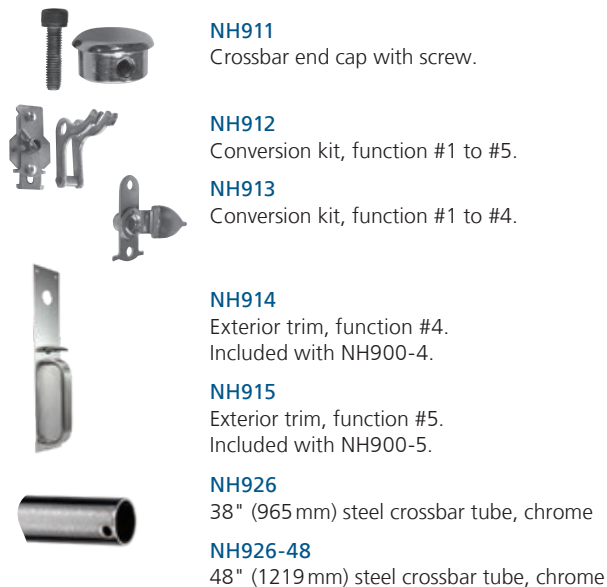 NH911
Crossbar end cap with screw.
NH912
Conversion kit, function #1 to #5.
NH913
Conversion kit, function #1 to #4.
NH914
Exterior trim, function #4.
Included with NH900-4.
NH915
Exterior trim, function #5.
Included with NH900-5.
NH926
38" (965 mm) steel crossbar tube, chrome
NH926-48
48" (1219 mm) steel crossbar tube, chrome